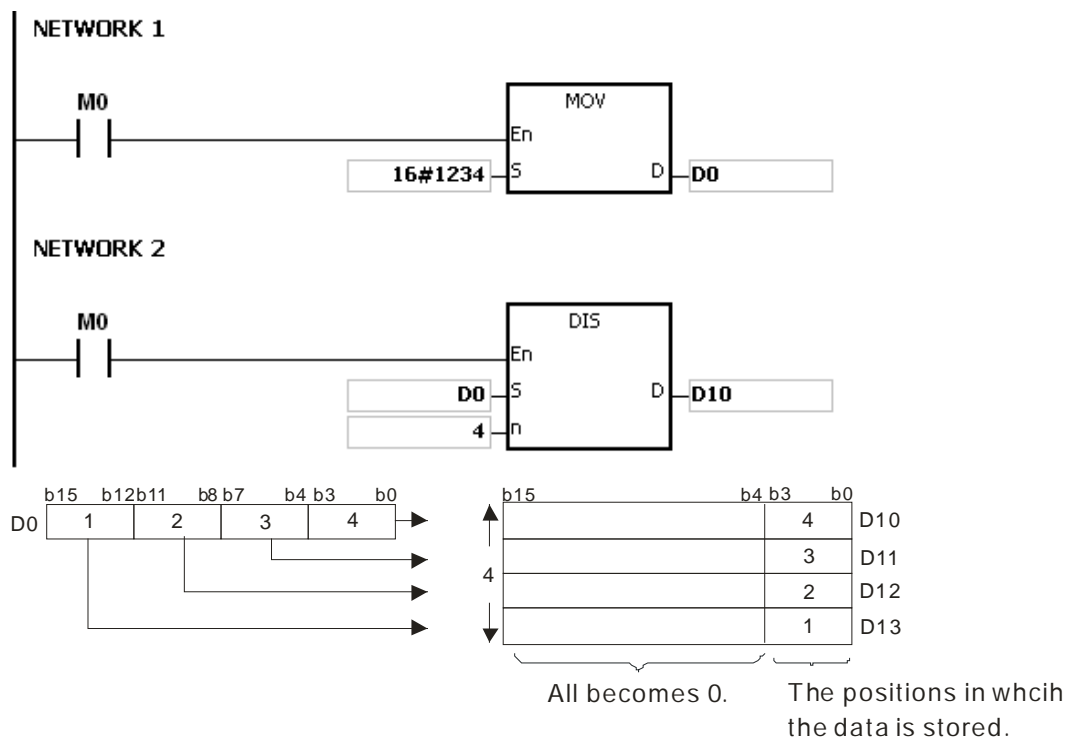 NETWORK 1
M0
MOV
En
16#1234 S D D0
NETWORK 2
M0
DIS
En
D0 S D D10
4 n
b15 b12 b11 b8 b7 b4 b3 b0
D0 1 2 3 4
b15 b4 b3 b0
4 D10
3 D11
4
2 D12
1 D13
All becomes 0.
The positions in whcih
the data is stored.